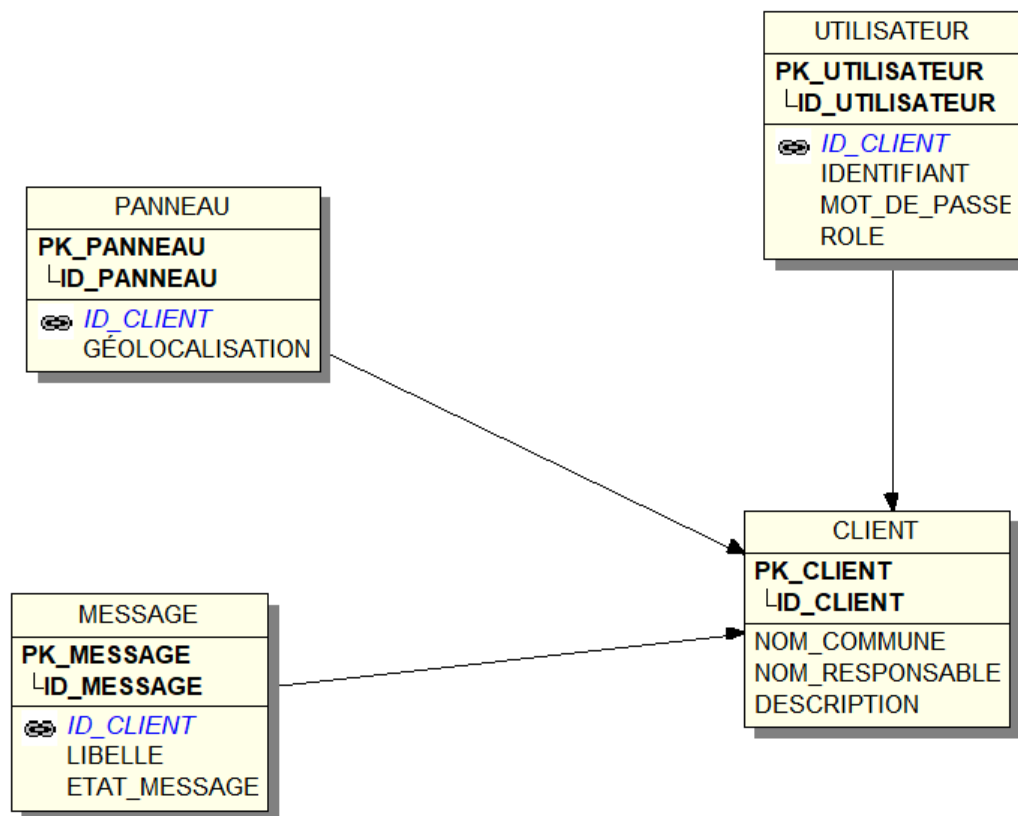 UTILISATEUR
PK_UTILISATEUR
ID_UTILISATEUR
ID_CLIENT
IDENTIFIANT
MOT_DE_PASSE
ROLE
PANNEAU
PK_PANNEAU
ID_PANNEAU
ID_CLIENT
GÉOLOCALISATION
CLIENT
PK_CLIENT
ID_CLIENT
NOM_COMMUNE
NOM_RESPONSABLE
DESCRIPTION
MESSAGE
PK_MESSAGE
ID_MESSAGE
ID_CLIENT
LIBELLE
ETAT_MESSAGE